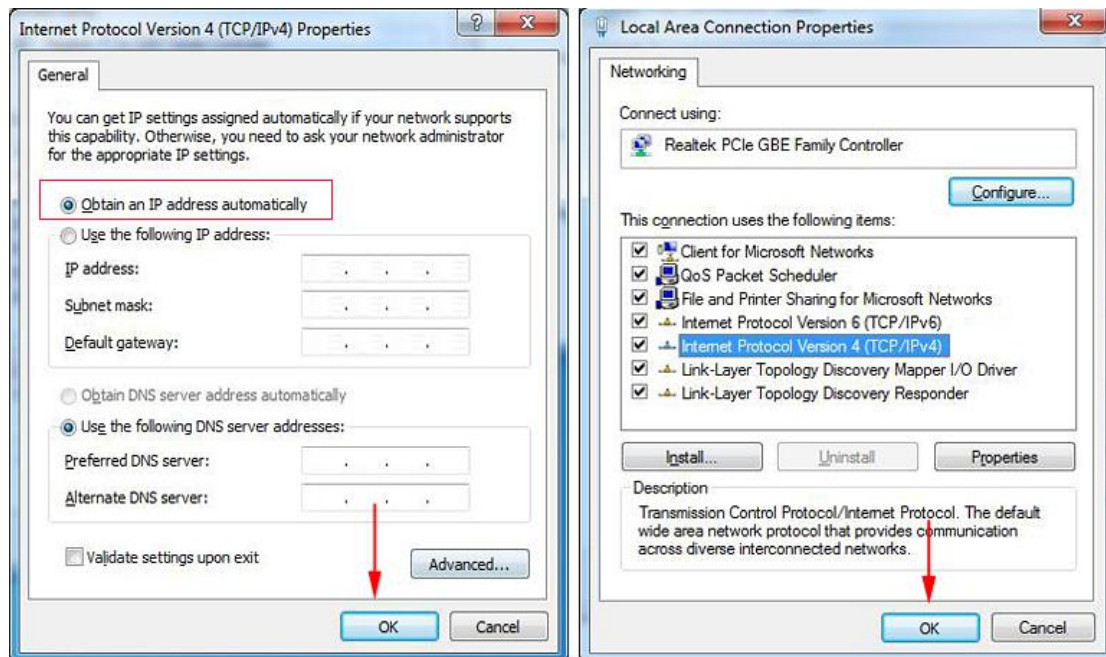 Internet Protocol Version 4 (TCP/IPv4) Properties
General
You can get IP settings assigned automatically if your network supports
this capability. Otherwise, you need to ask your network administrator
for the appropriate IP settings.
Obtain an IP address automatically
Use the following IP address:
IP address:
Subnet mask:
Default gateway:
Obtain DNS server address automatically
Use the following DNS server addresses:
Preferred DNS server:
Alternate DNS server:
Validate settings upon exit
Advanced...
OK
Cancel
Local Area Connection Properties
Networking
Connect using:
Realtek PCIe GBE Family Controller
Configure...
This connection uses the following items:
Client for Microsoft Networks
QoS Packet Scheduler
File and Printer Sharing for Microsoft Networks
Internet Protocol Version 6 (TCP/IPv6)
Internet Protocol Version 4 (TCP/IPv4)
Link-Layer Topology Discovery Mapper I/O Driver
Link-Layer Topology Discovery Responder
Install...
Uninstall
Properties
Description
Transmission Control Protocol/Internet Protocol. The default
wide area network protocol that provides communication
across diverse interconnected networks.
OK
Cancel